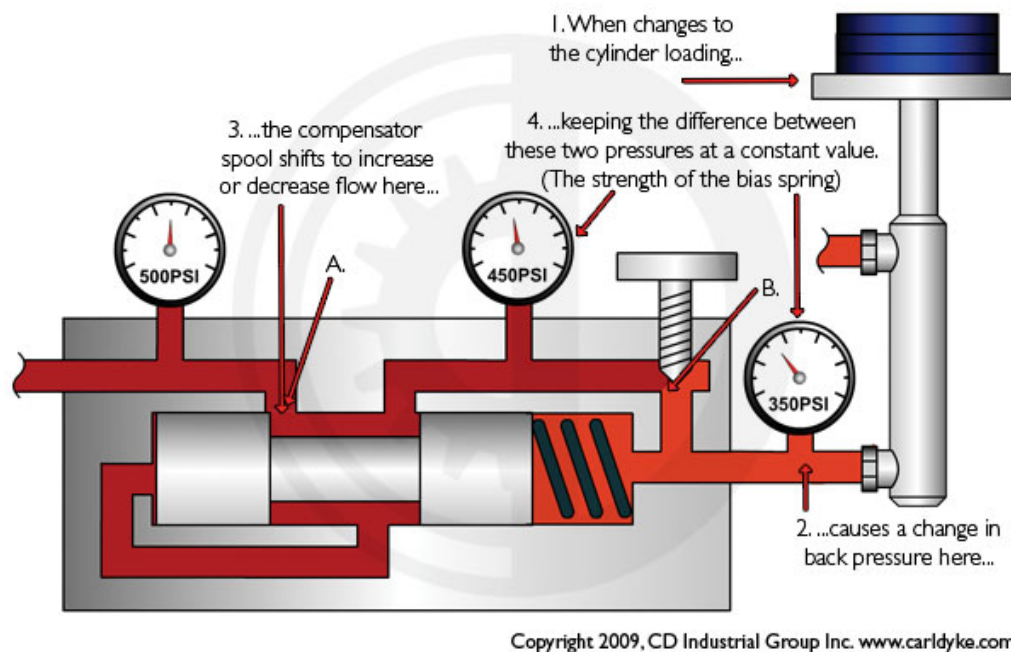 1. When changes to
the cylinder loading...
3. ...the compensator
spool shifts to increase
or decrease flow here...
4. ...keeping the difference between
these two pressures at a constant value.
(The strength of the bias spring)
500PSI
A.
450PSI
B.
350PSI
2. ...causes a change in
back pressure here...
Copyright 2009, CD Industrial Group Inc. www.carldyke.com